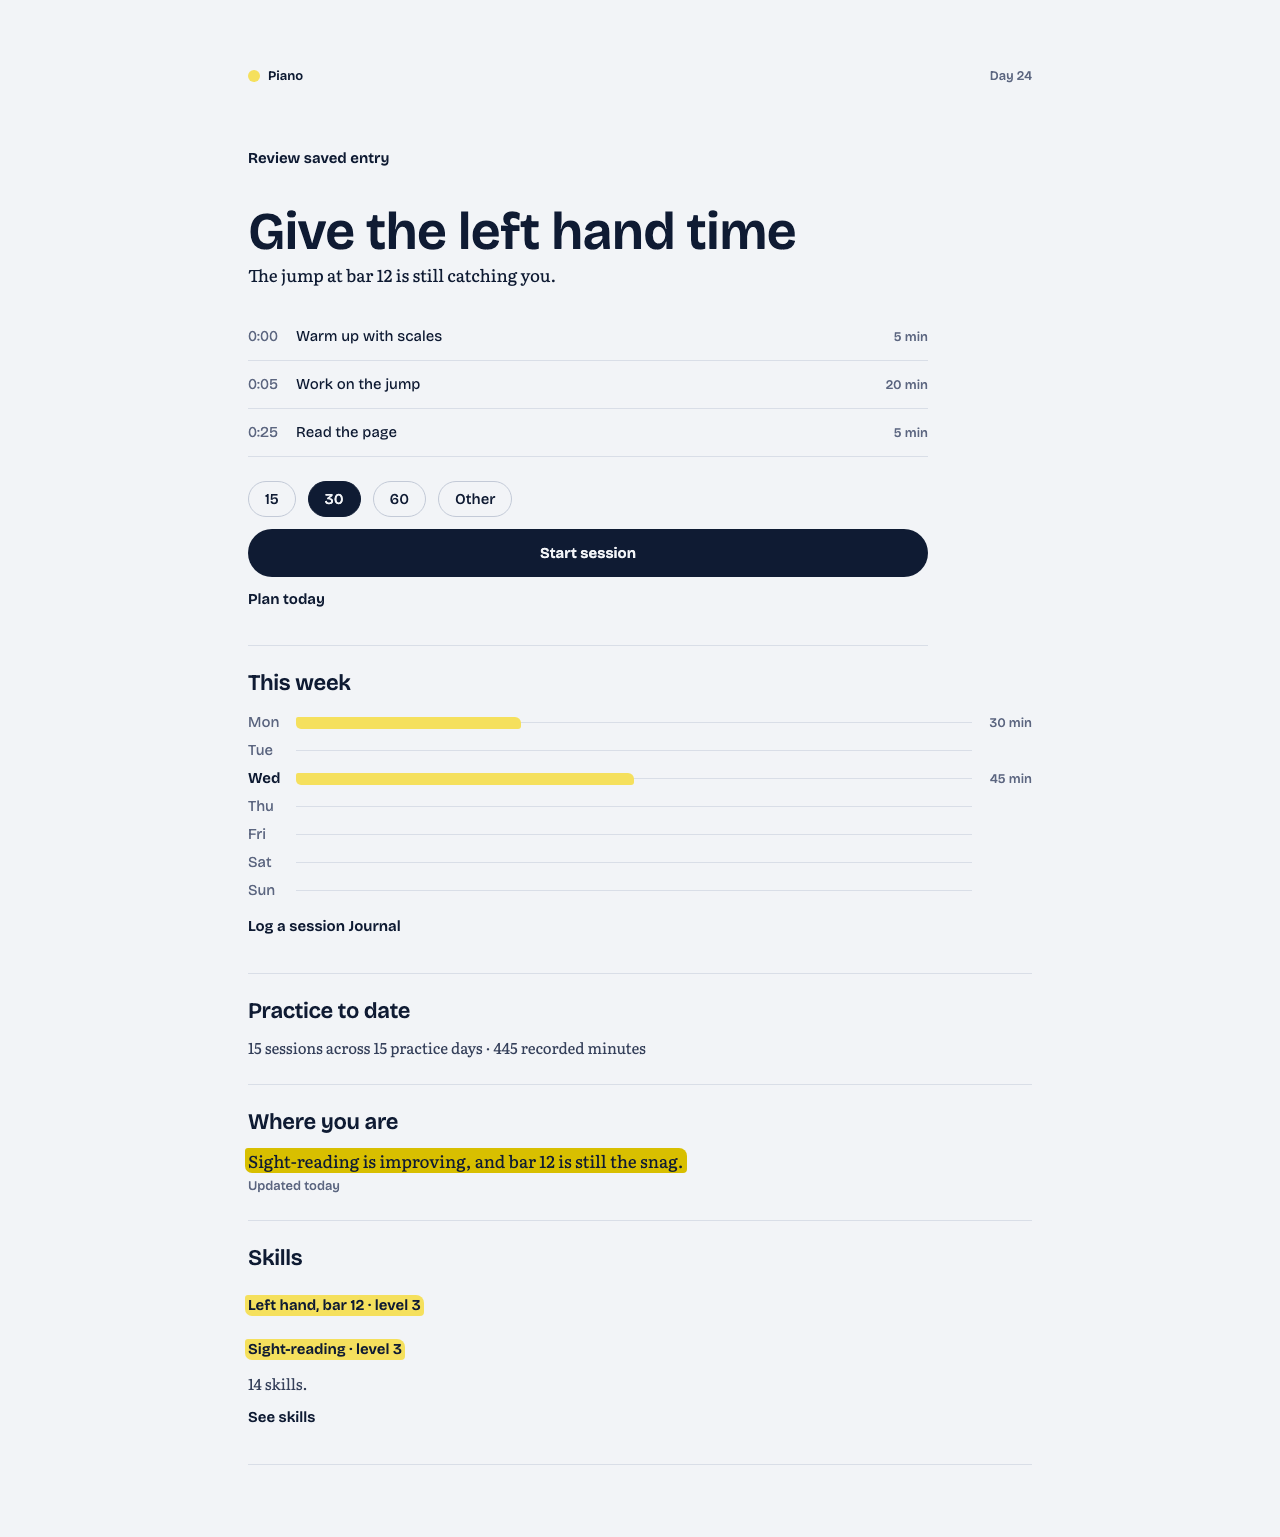 Piano
Day 24
Review saved entry
Give the left hand time
The jump at bar 12 is still catching you.
0:00 Warm up with scales 5 min
0:05 Work on the jump 20 min
0:25 Read the page 5 min
15 30 60 Other
Start session
Plan today
This week
Mon 30 min
Tue
Wed 45 min
Thu
Fri
Sat
Sun
Log a session Journal
Practice to date
15 sessions across 15 practice days · 445 recorded minutes
Where you are
Sight-reading is improving, and bar 12 is still the snag.
Updated today
Skills
Left hand, bar 12 · level 3
Sight-reading · level 3
14 skills.
See skills